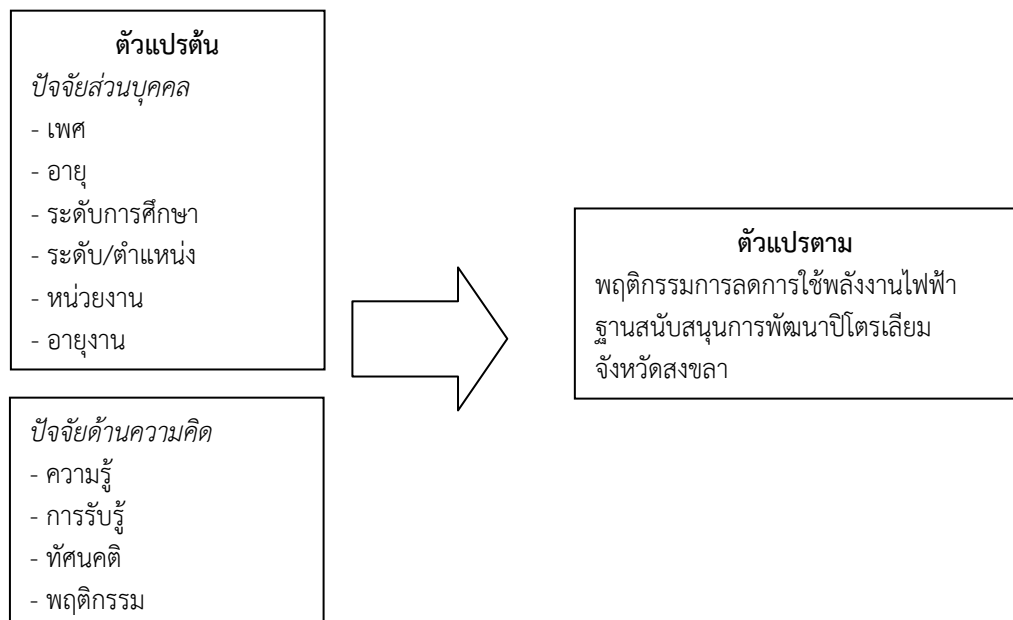 ตัวแปรต้น
ปัจจัยส่วนบุคคล
- เพศ
- อายุ
- ระดับการศึกษา
- ระดับ/ตำแหน่ง
- หน่วยงาน
- อายุงาน
ปัจจัยด้านความคิด
- ความรู้
- การรับรู้
- ทัศนคติ
- พฤติกรรม
ตัวแปรตาม
พฤติกรรมการลดการใช้พลังงานไฟฟ้า
ฐานสนับสนุนการพัฒนาปิโตรเลียม
จังหวัดสงขลา